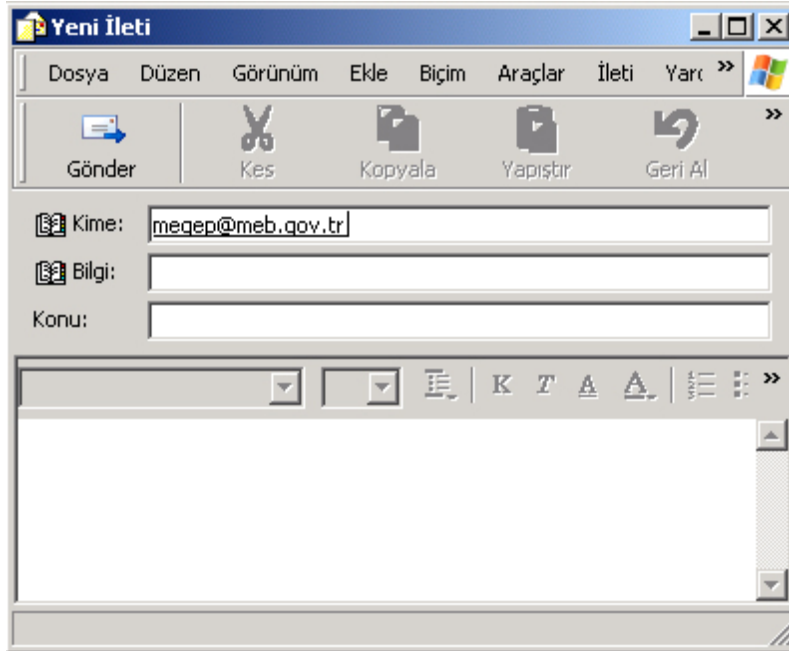 Yeni İleti
Dosya Düzen Görünüm Ekle Biçim Araçlar İleti Yarc »
»
Gönder Kes Kopyala Yapıştır Geri Al
Kime: megep@meb.gov.tr
Bilgi:
Konu:
K T A A »